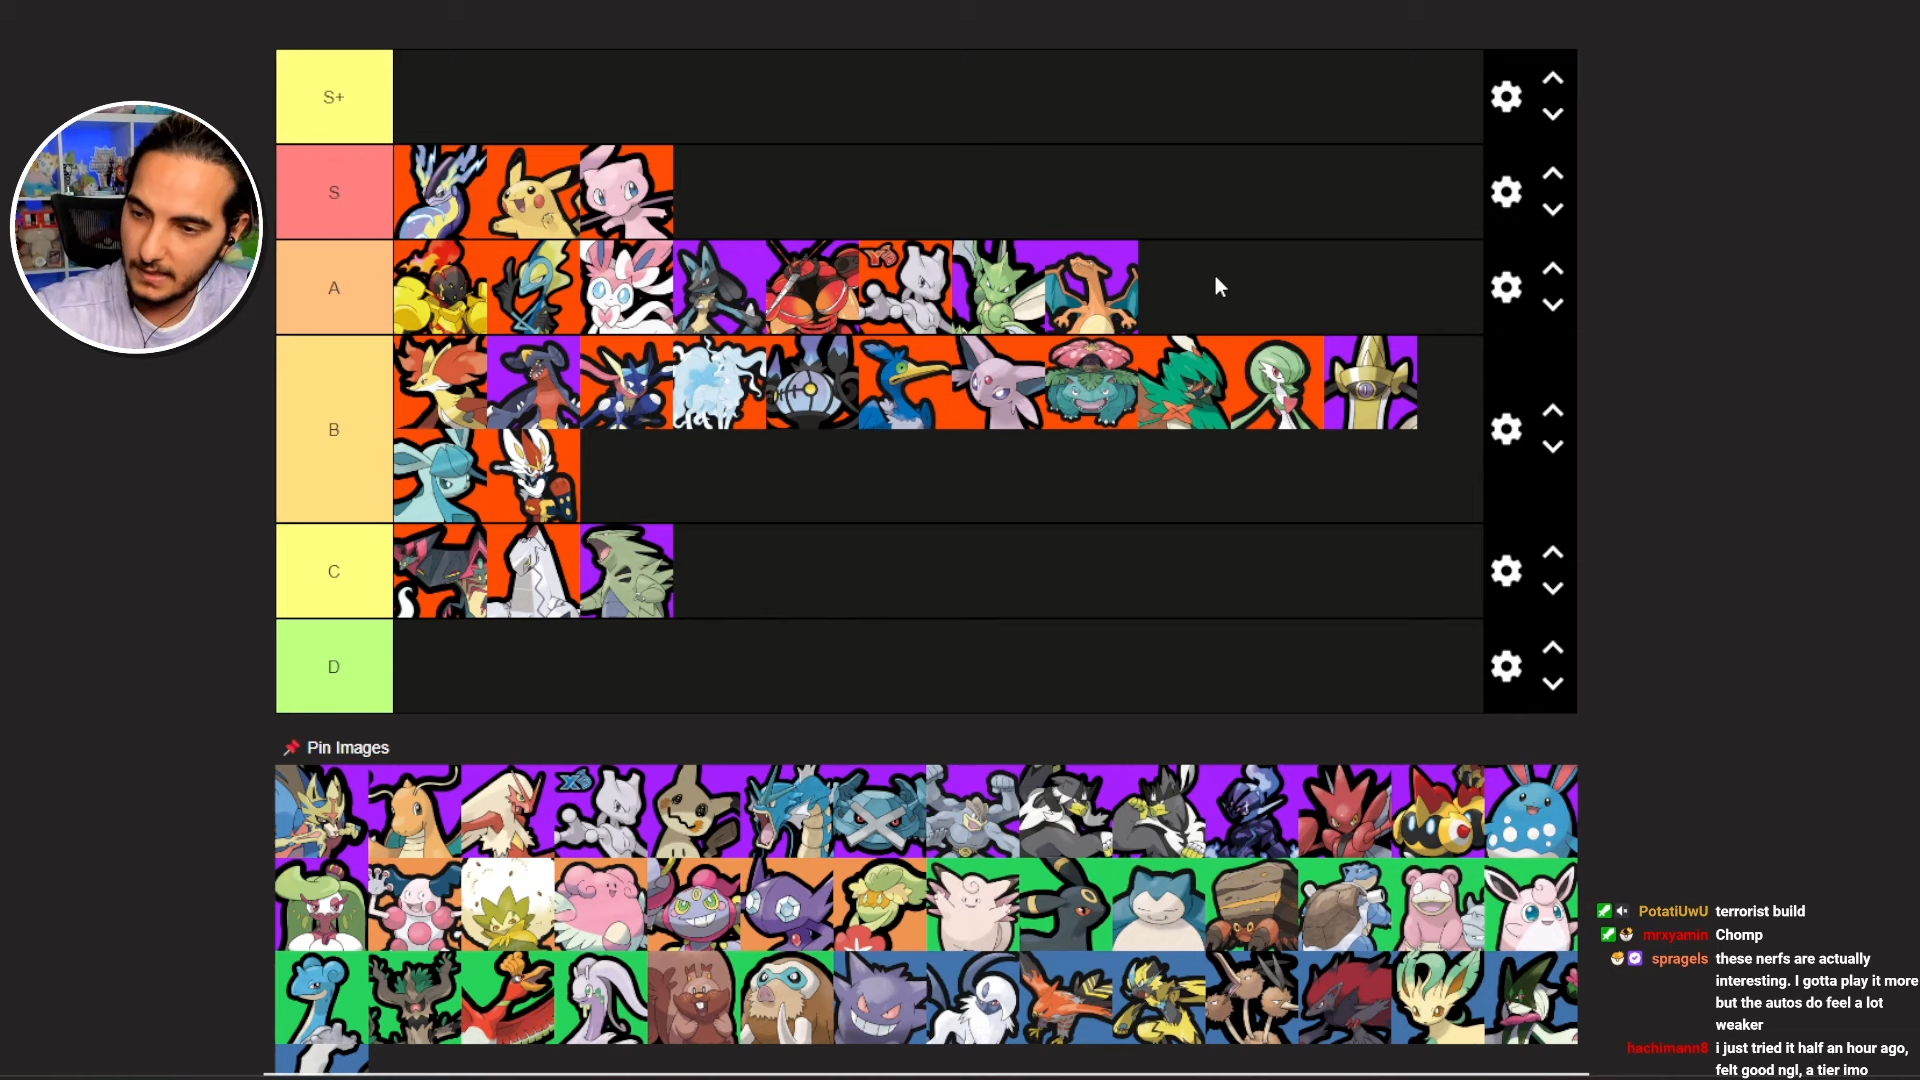 S+
S
A
Y
B
C
D
Pin Images
X
PotatiUwU terrorist build
mrxyamin Chomp
spragels these nerfs are actually
interesting. I gotta play it more
but the autos do feel a lot
weaker
hachimann8 i just tried it half an hour ago,
felt good ngl, a tier imo